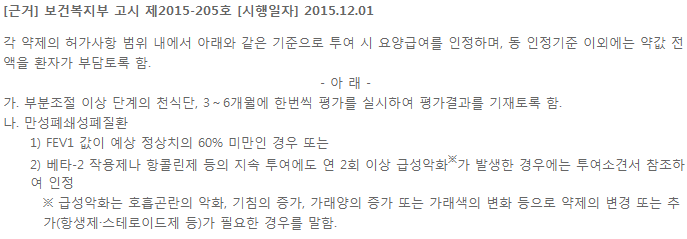 [근거] 보건복지부 고시 제2015-205호 [시행일자] 2015.12.01
각 약제의 허가사항 범위 내에서 아래와 같은 기준으로 투여 시 요양급여를 인정하며, 동 인정기준 이외에는 약값 전
액을 환자가 부담토록 함.
- 아 래 -
가. 부분조절 이상 단계의 천식단, 3～6개월에 한번씩 평가를 실시하여 평가결과를 기재토록 함.
나. 만성폐쇄성폐질환
1) FEV1 값이 예상 정상치의 60% 미만인 경우 또는
2) 베타-2 작용제나 항콜린제 등의 지속 투여에도 연 2회 이상 급성악화※가 발생한 경우에는 투여소견서 참조하
여 인정
※ 급성악화는 호흡곤란의 악화, 기침의 증가, 가래양의 증가 또는 가래색의 변화 등으로 약제의 변경 또는 추
가(항생제·스테로이드제 등)가 필요한 경우를 말함.